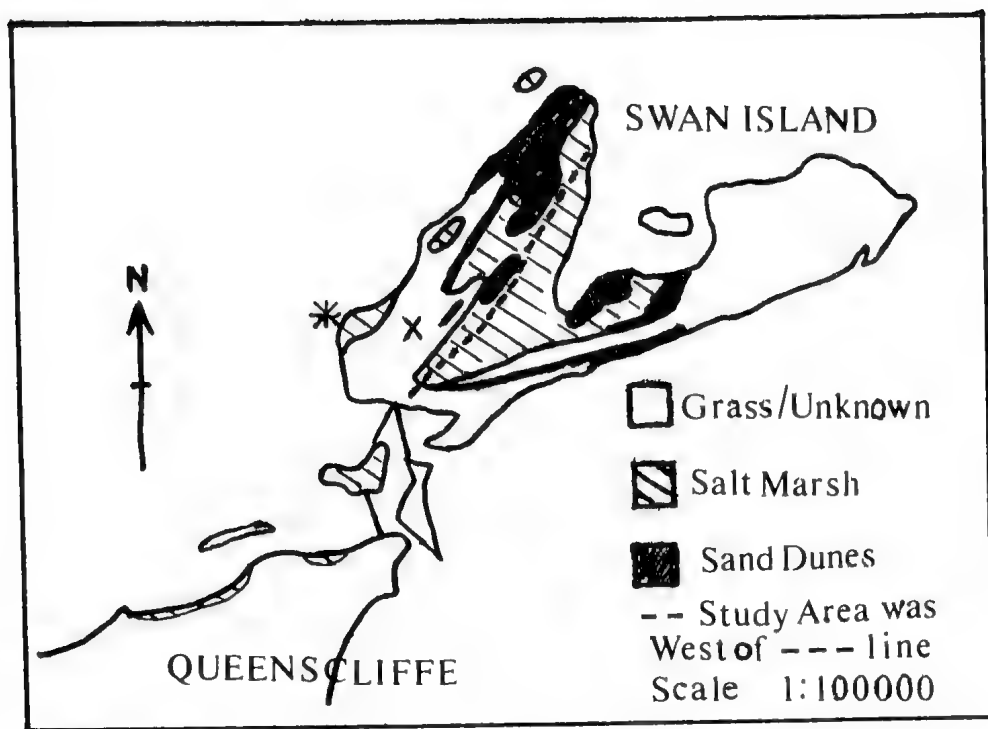 SWAN ISLAND
N
Grass/Unknown
Salt Marsh
Sand Dunes
-- Study Area was
West of --- line
Scale 1:100000
QUEENSCLIFFE